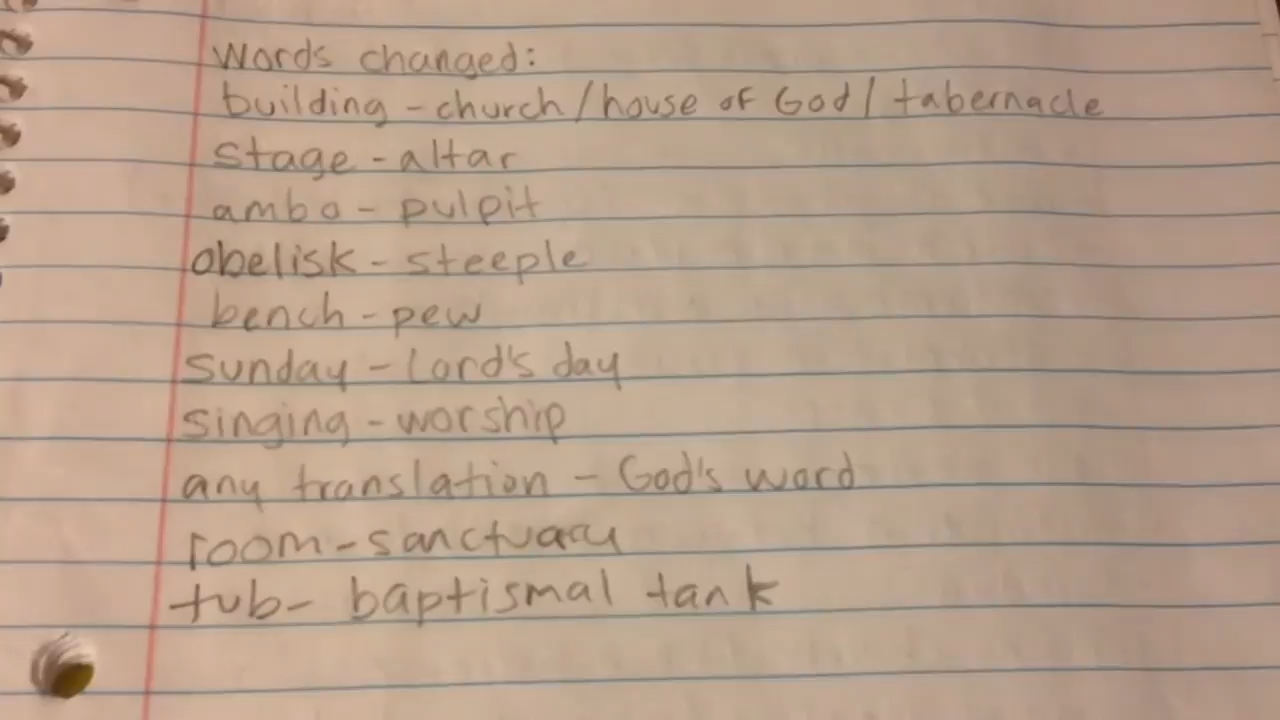 Words changed:
building - church/house of God/tabernacle
stage - altar
ambo - pulpit
obelisk - steeple
bench - pew
Sunday - Lord's day
singing - worship
any translation - God's word
room - sanctuary
tub - baptismal tank